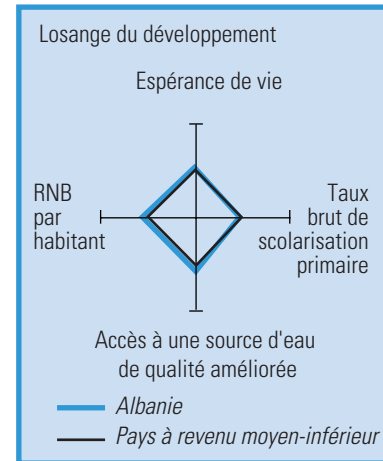 Losange du développement
Espérance de vie
RNB
par
habitant
Taux
brut de
scolarisation
primaire
Accès à une source d'eau
de qualité améliorée
Albanie
Pays à revenu moyen-inférieur